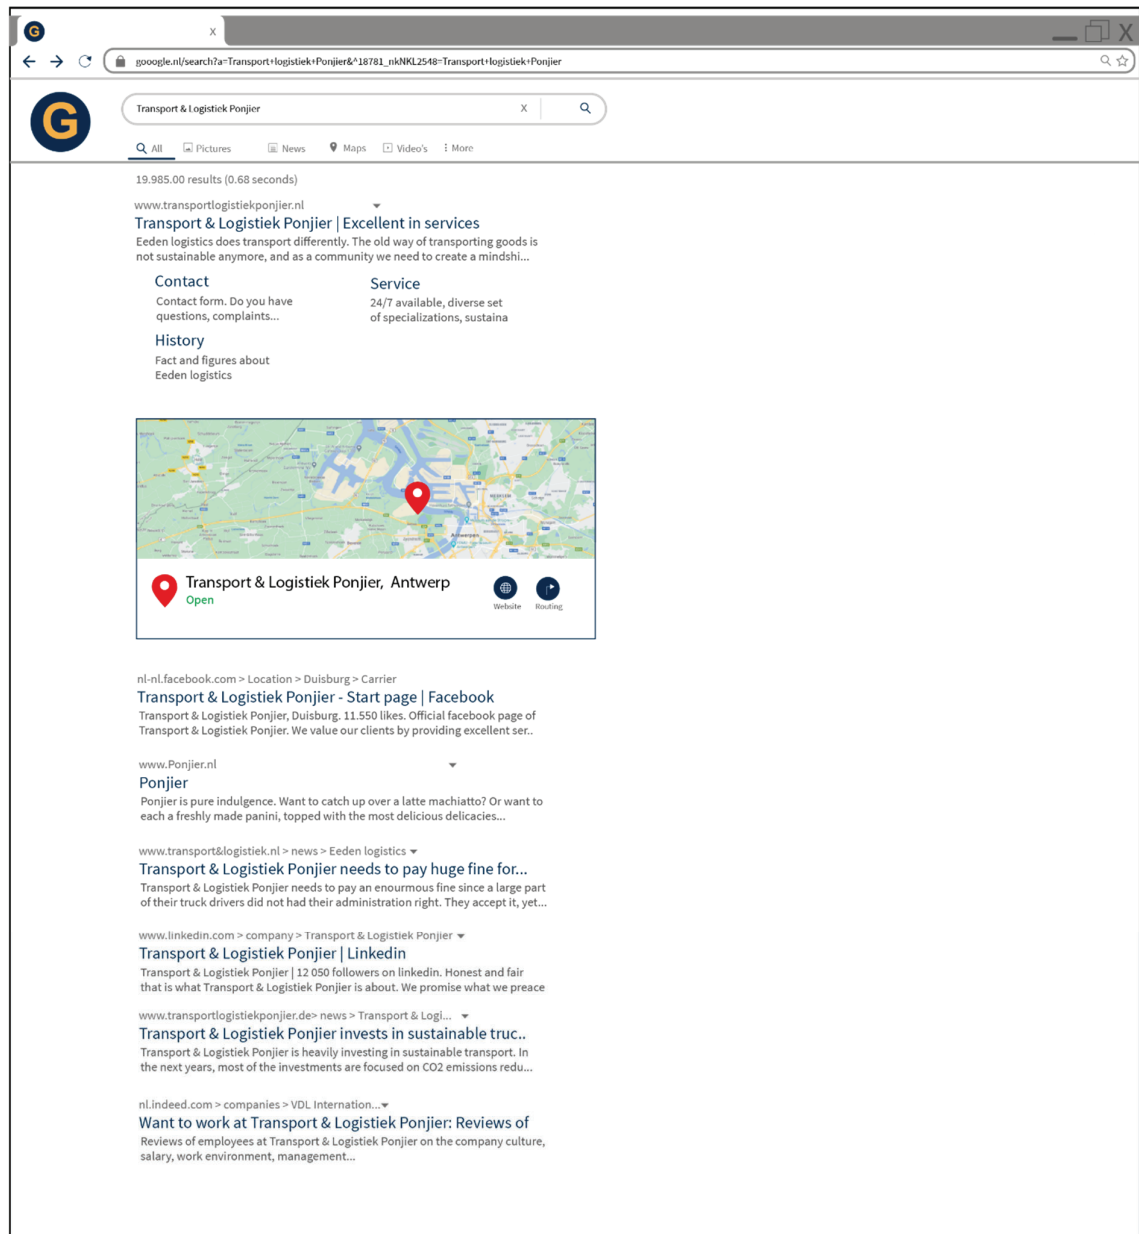 G
X
X
gooogle.nl/search?a=Transport+logistiek+Ponjier&^18781_nkNKL2548=Transport+logistiek+Ponjier
G
Transport & Logistiek Ponjier X
All Pictures News Maps Video's More
19.985.00 results (0.68 seconds)
www.transportlogistiekponjier.nl
Transport & Logistiek Ponjier | Excellent in services
Eeden logistics does transport differently. The old way of transporting goods is
not sustainable anymore, and as a community we need to create a mindshi...
Contact
Contact form. Do you have
questions, complaints...
Service
24/7 available, diverse set
of specializations, sustaina
History
Fact and figures about
Eeden logistics
Antwerpen
Transport & Logistiek Ponjier, Antwerp
Open
Website Routing
nl-nl.facebook.com > Location > Duisburg > Carrier
Transport & Logistiek Ponjier - Start page | Facebook
Transport & Logistiek Ponjier, Duisburg. 11.550 likes. Official facebook page of
Transport & Logistiek Ponjier. We value our clients by providing excellent ser..
www.Ponjier.nl
Ponjier
Ponjier is pure indulgence. Want to catch up over a latte machiatto? Or want to
each a freshly made panini, topped with the most delicious delicacies...
www.transport&logistiek.nl > news > Eeden logistics
Transport & Logistiek Ponjier needs to pay huge fine for...
Transport & Logistiek Ponjier needs to pay an enourmous fine since a large part
of their truck drivers did not had their administration right. They accept it, yet...
www.linkedin.com > company > Transport & Logistiek Ponjier
Transport & Logistiek Ponjier | Linkedin
Transport & Logistiek Ponjier | 12 050 followers on linkedin. Honest and fair
that is what Transport & Logistiek Ponjier is about. We promise what we preace
www.transportlogistiekponjier.de> news > Transport & Logi...
Transport & Logistiek Ponjier invests in sustainable truc..
Transport & Logistiek Ponjier is heavily investing in sustainable transport. In
the next years, most of the investments are focused on CO2 emissions redu...
nl.indeed.com > companies > VDL Internation...
Want to work at Transport & Logistiek Ponjier: Reviews of
Reviews of employees at Transport & Logistiek Ponjier on the company culture,
salary, work environment, management...